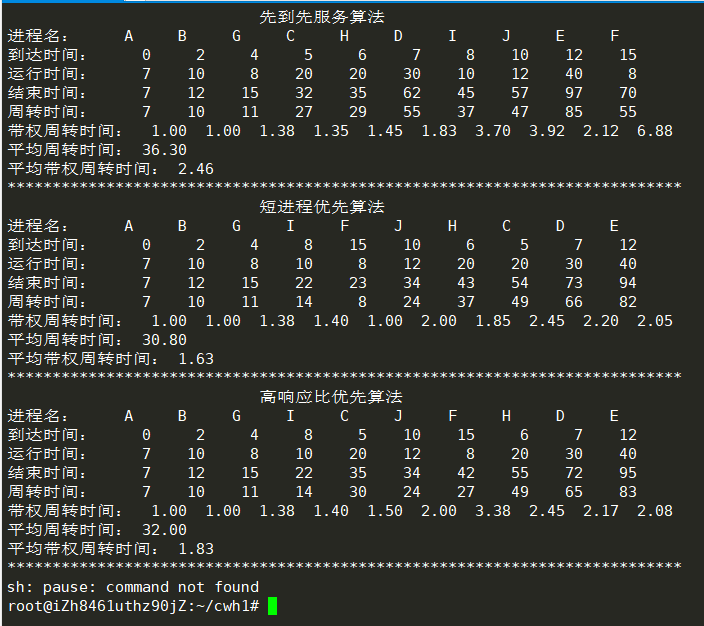 先到先服务算法
进程名: A B G C H D I J E F
到达时间: 0 2 4 5 6 7 8 10 12 15
运行时间: 7 10 8 20 20 30 10 12 40 8
结束时间: 7 12 15 32 35 62 45 57 97 70
周转时间: 7 10 11 27 29 55 37 47 85 55
带权周转时间: 1.00 1.00 1.38 1.35 1.45 1.83 3.70 3.92 2.12 6.88
平均周转时间: 36.30
平均带权周转时间: 2.46
***************************************************************************
短进程优先算法
进程名: A B G I F J H C D E
到达时间: 0 2 4 8 15 10 6 5 7 12
运行时间: 7 10 8 10 8 12 20 20 30 40
结束时间: 7 12 15 22 23 34 43 54 73 94
周转时间: 7 10 11 14 8 24 37 49 66 82
带权周转时间: 1.00 1.00 1.38 1.40 1.00 2.00 1.85 2.45 2.20 2.05
平均周转时间: 30.80
平均带权周转时间: 1.63
***************************************************************************
高响应比优先算法
进程名: A B G I C J F H D E
到达时间: 0 2 4 8 5 10 15 6 7 12
运行时间: 7 10 8 10 20 12 8 20 30 40
结束时间: 7 12 15 22 35 34 42 55 72 95
周转时间: 7 10 11 14 30 24 27 49 65 83
带权周转时间: 1.00 1.00 1.38 1.40 1.50 2.00 3.38 2.45 2.17 2.08
平均周转时间: 32.00
平均带权周转时间: 1.83
***************************************************************************
sh: pause: command not found
root@iZh8461uthz90jZ:~/cwh1#